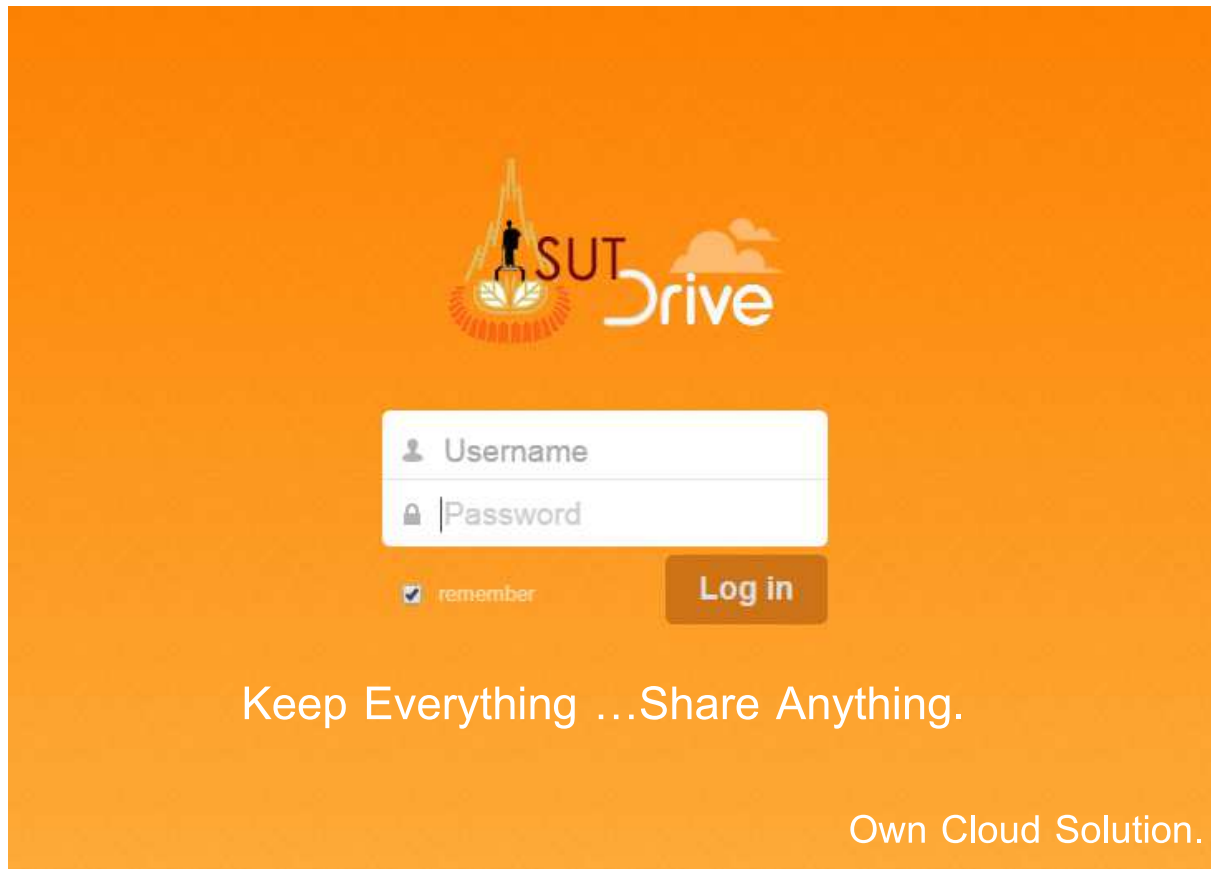 SUT
Drive
Username
Password
remember
Log in
Keep Everything ...Share Anything.
Own Cloud Solution.